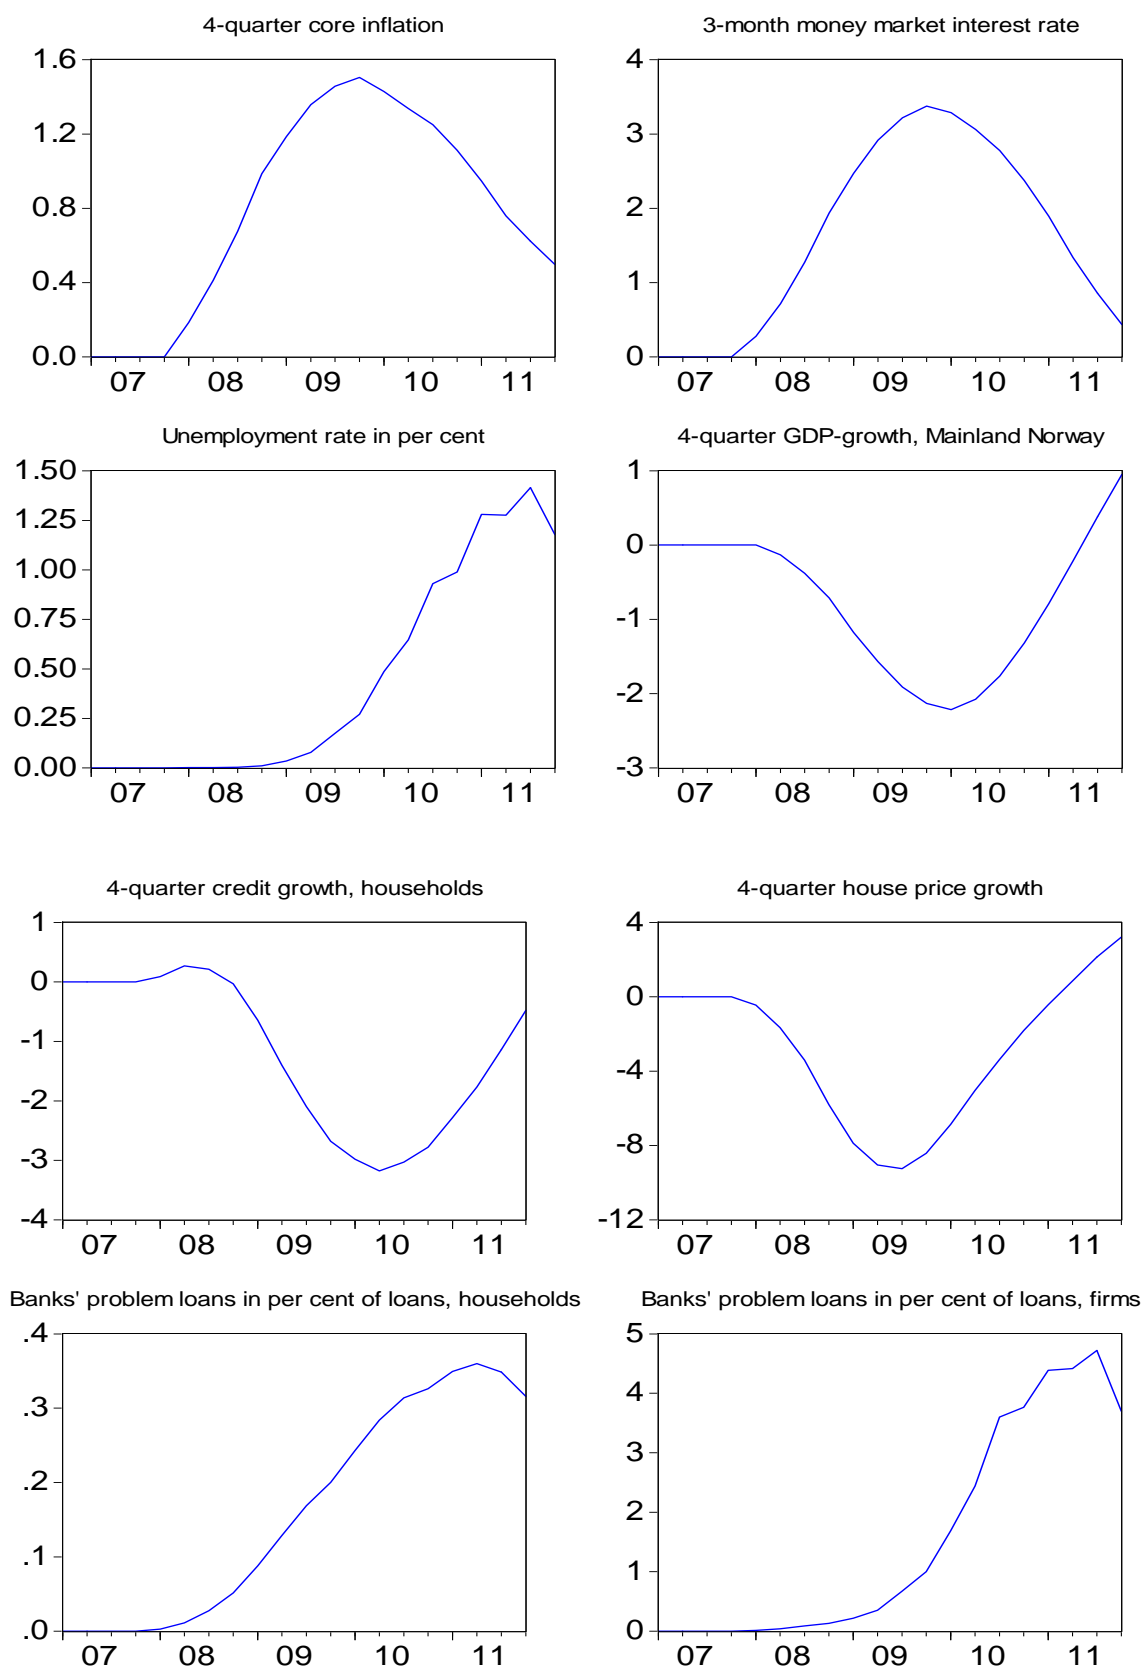 4-quarter core inflation
1.6
1.2
0.8
0.4
0.0
07 08 09 10 11
3-month money market interest rate
4
3
2
1
0
07 08 09 10 11
Unemployment rate in per cent
1.50
1.25
1.00
0.75
0.50
0.25
0.00
07 08 09 10 11
4-quarter GDP-growth, Mainland Norway
1
0
-1
-2
-3
07 08 09 10 11
4-quarter credit growth, households
1
0
-1
-2
-3
-4
07 08 09 10 11
4-quarter house price growth
4
0
-4
-8
-12
07 08 09 10 11
Banks' problem loans in per cent of loans, households
.4
.3
.2
.1
.0
07 08 09 10 11
Banks' problem loans in per cent of loans, firms
5
4
3
2
1
0
07 08 09 10 11